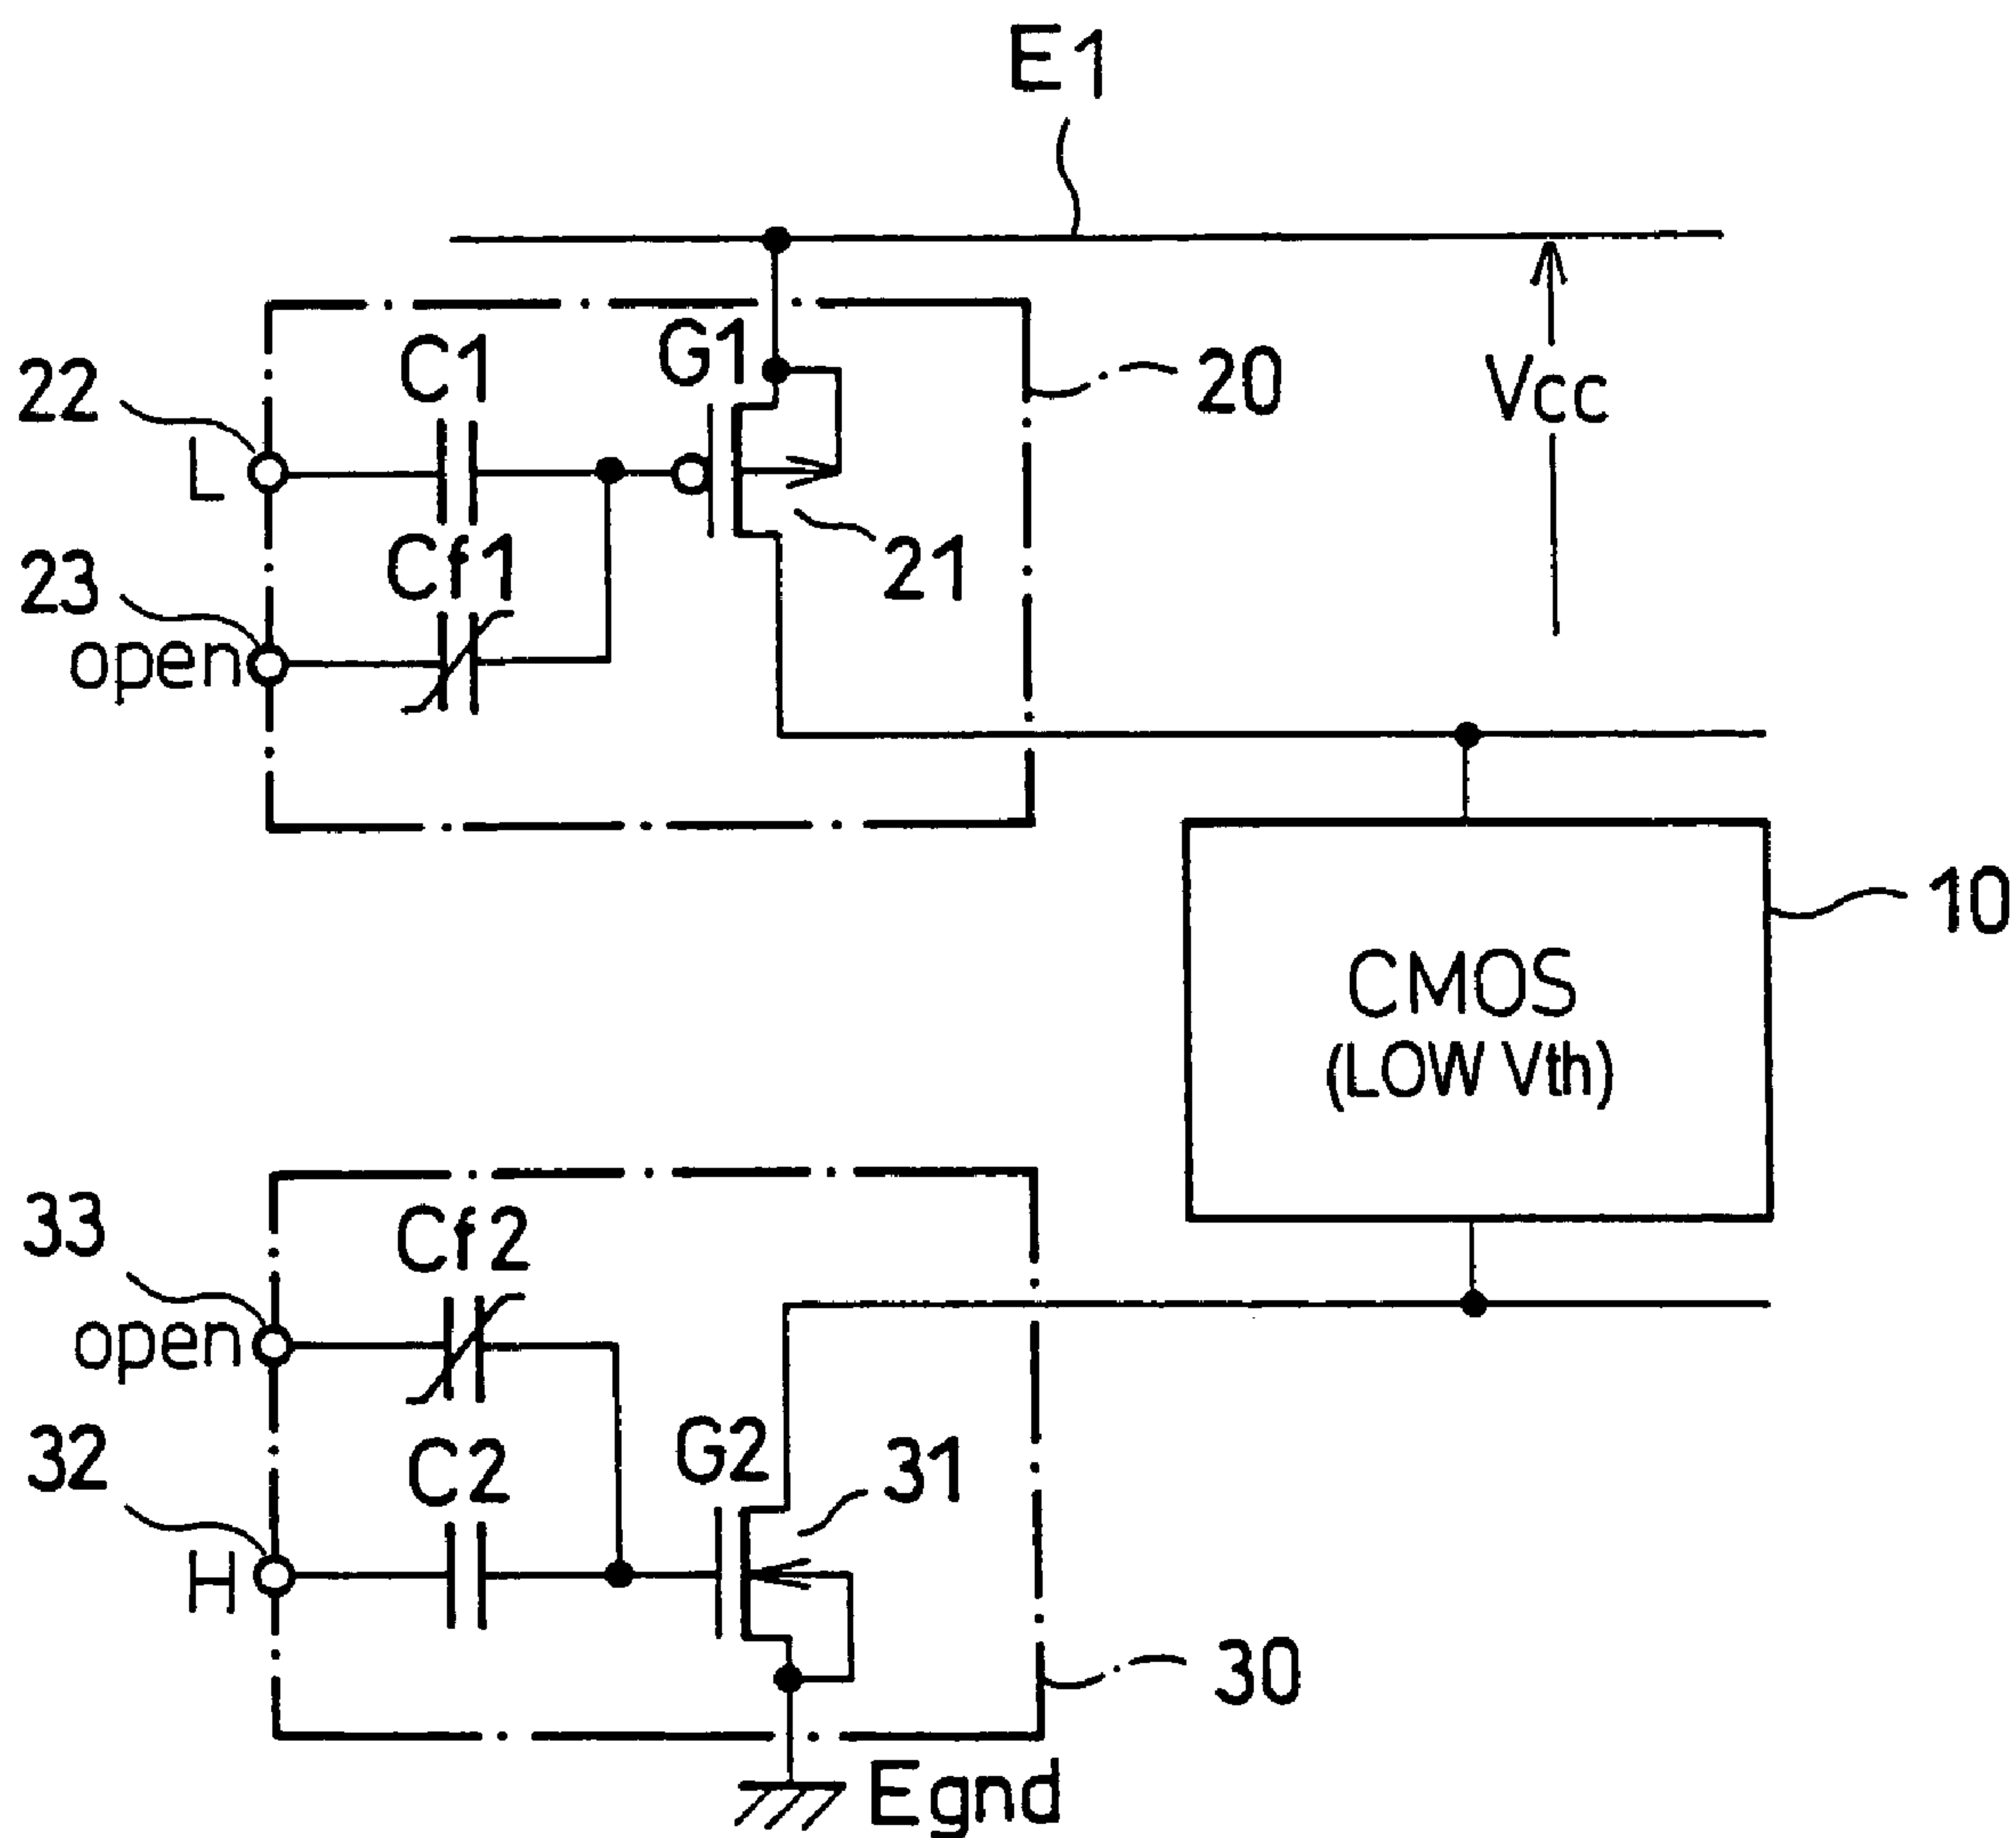 E1
G1
C1
20
Vcc
22
L
Cf1
21
23
open
10
CMOS
(LOW Vth)
33
Cf2
open
G2
31
32
C2
H
30
Egnd